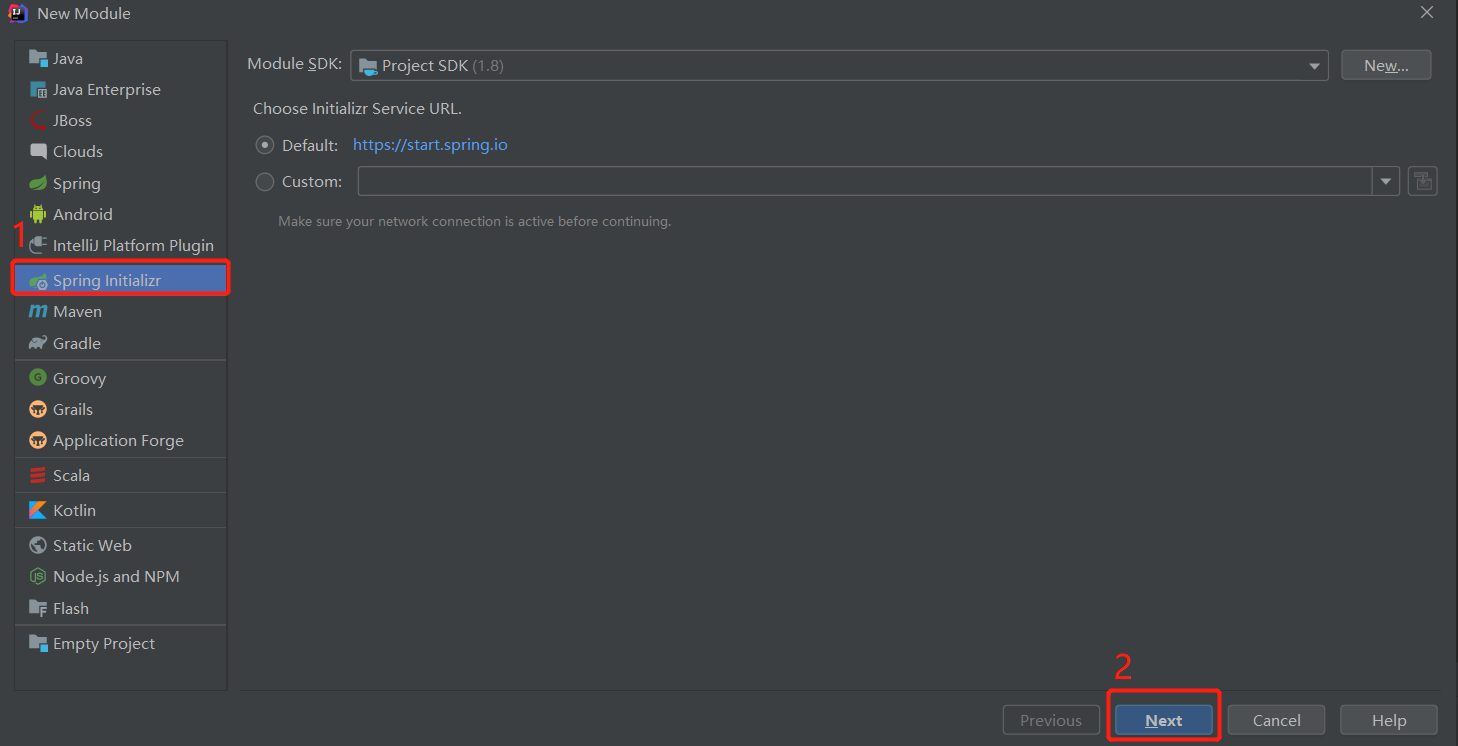 New Module
Java
Java Enterprise
JBoss
Clouds
Spring
Android
1
IntelliJ Platform Plugin
Spring Initializr
Maven
Gradle
Groovy
Grails
Application Forge
Scala
Kotlin
Static Web
Node.js and NPM
Flash
Empty Project
Module SDK: Project SDK (1.8) New...
Choose Initializr Service URL.
Default: https://start.spring.io
Custom:
Make sure your network connection is active before continuing.
2
Previous Next Cancel Help